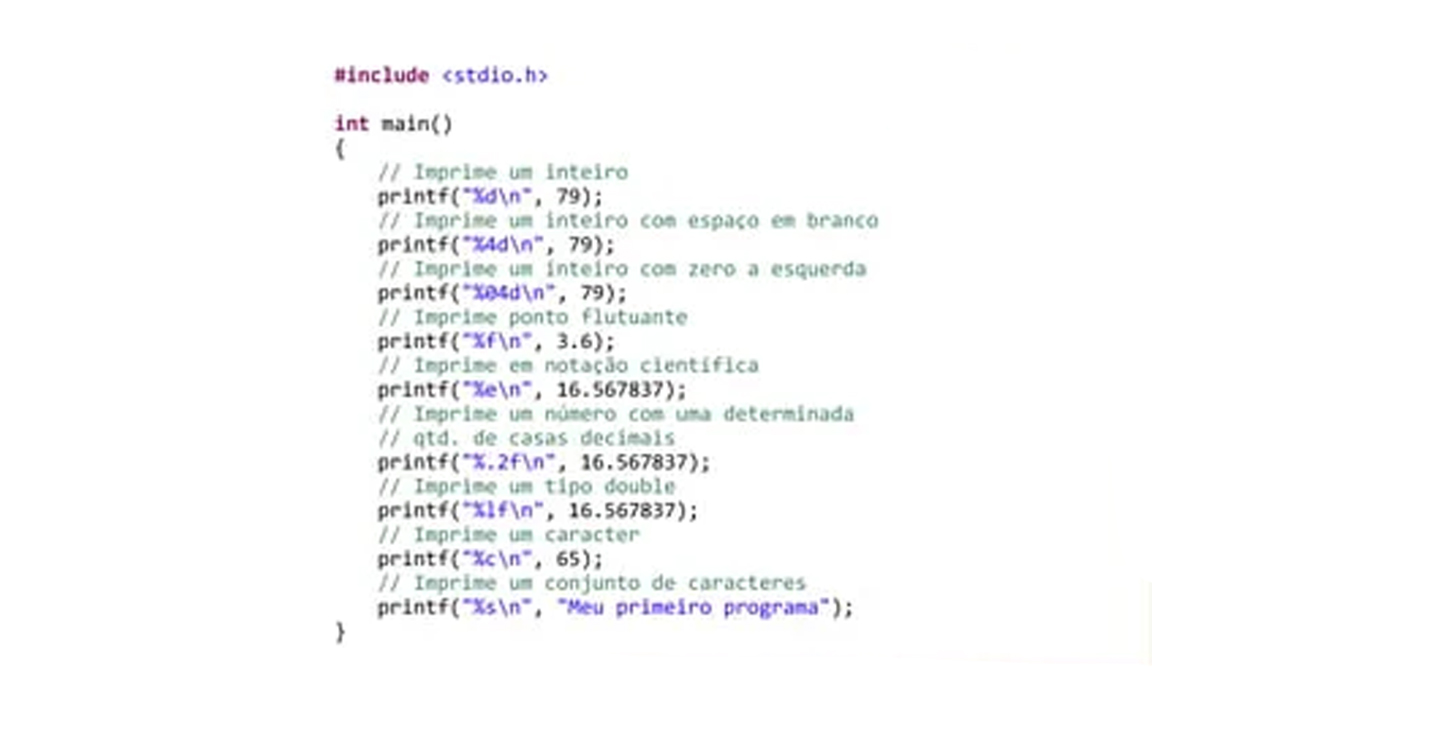 #include <stdio.h>

int main()
{
    // Imprime um inteiro
    printf("%d\n", 79);
    // Imprime um inteiro com espaço em branco
    printf("%4d\n", 79);
    // Imprime um inteiro com zero a esquerda
    printf("%04d\n", 79);
    // Imprime ponto flutuante
    printf("%f\n", 3.6);
    // Imprime em notação científica
    printf("%e\n", 16.567837);
    // Imprime um número com uma determinada
    // qtd. de casas decimais
    printf("%.2f\n", 16.567837);
    // Imprime um tipo double
    printf("%lf\n", 16.567837);
    // Imprime um caracter
    printf("%c\n", 65);
    // Imprime um conjunto de caracteres
    printf("%s\n", "Meu primeiro programa");
}